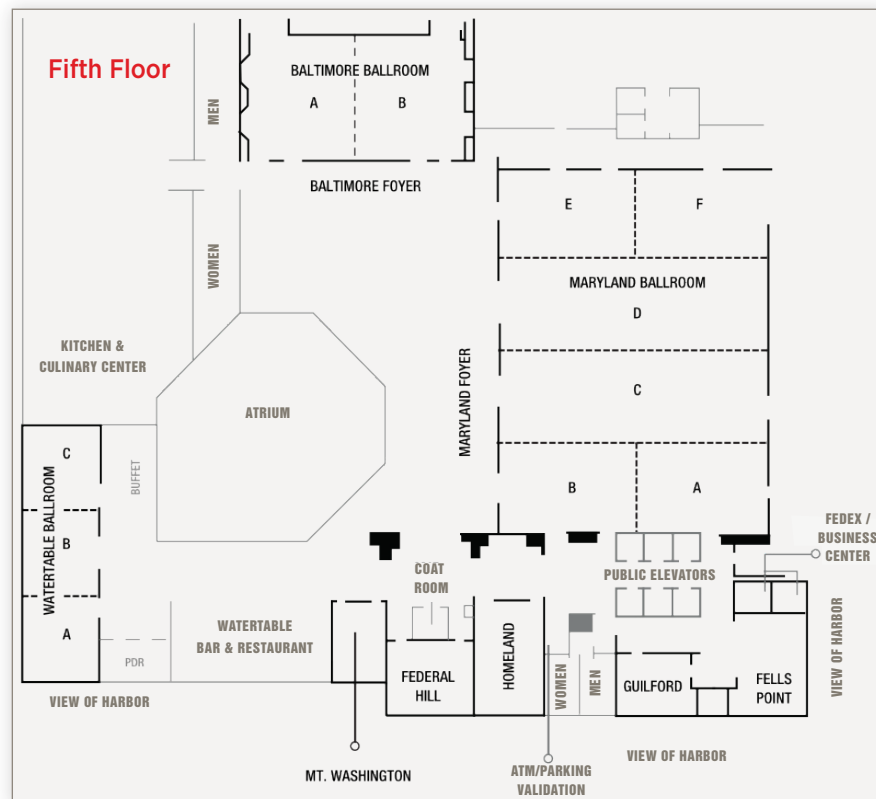 Fifth Floor
BALTIMORE BALLROOM
A
B
MEN
BALTIMORE FOYER
E
F
WOMEN
MARYLAND BALLROOM
D
KITCHEN &
CULINARY CENTER
MARYLAND FOYER
C
ATRIUM
C
BUFFET
WATERTABLE BALLROOM
B
A
B
A
FEDEX /
BUSINESS
CENTER
COAT
ROOM
PUBLIC ELEVATORS
WATERTABLE
BAR & RESTAURANT
PDR
VIEW OF HARBOR
FEDERAL
HILL
HOMELAND
WOMEN
MEN
GUILFORD
FELLS
POINT
VIEW OF HARBOR
MT. WASHINGTON
ATM/PARKING
VALIDATION
VIEW OF HARBOR